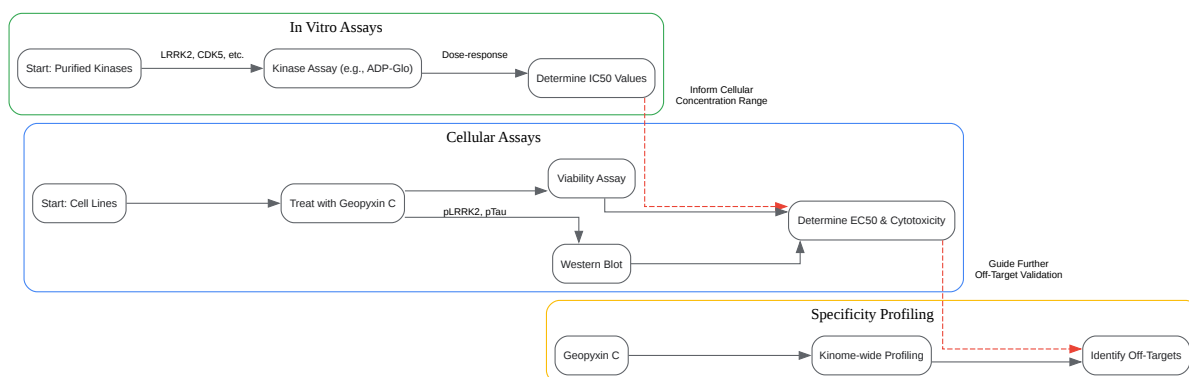 In Vitro Assays
Start: Purified Kinases
LRRK2, CDK5, etc.
Kinase Assay (e.g., ADP-Glo)
Dose-response
Determine IC50 Values
Inform Cellular
Concentration Range
Cellular Assays
Start: Cell Lines
Treat with Geopyxin C
Viability Assay
pLRRK2, pTau
Western Blot
Determine EC50 & Cytotoxicity
Guide Further
Off-Target Validation
Specificity Profiling
Geopyxin C
Kinome-wide Profiling
Identify Off-Targets